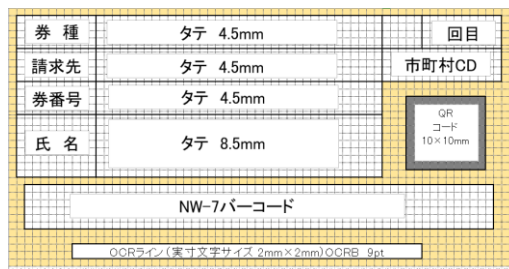 券 種 タテ 4.5mm 回目
請求先 タテ 4.5mm 市町村CD
券番号 タテ 4.5mm
氏 名 タテ 8.5mm
QR
コード
10×10mm
NW-7バーコード
OCRライン(実寸文字サイズ 2mm×2mm)OCRB 9pt